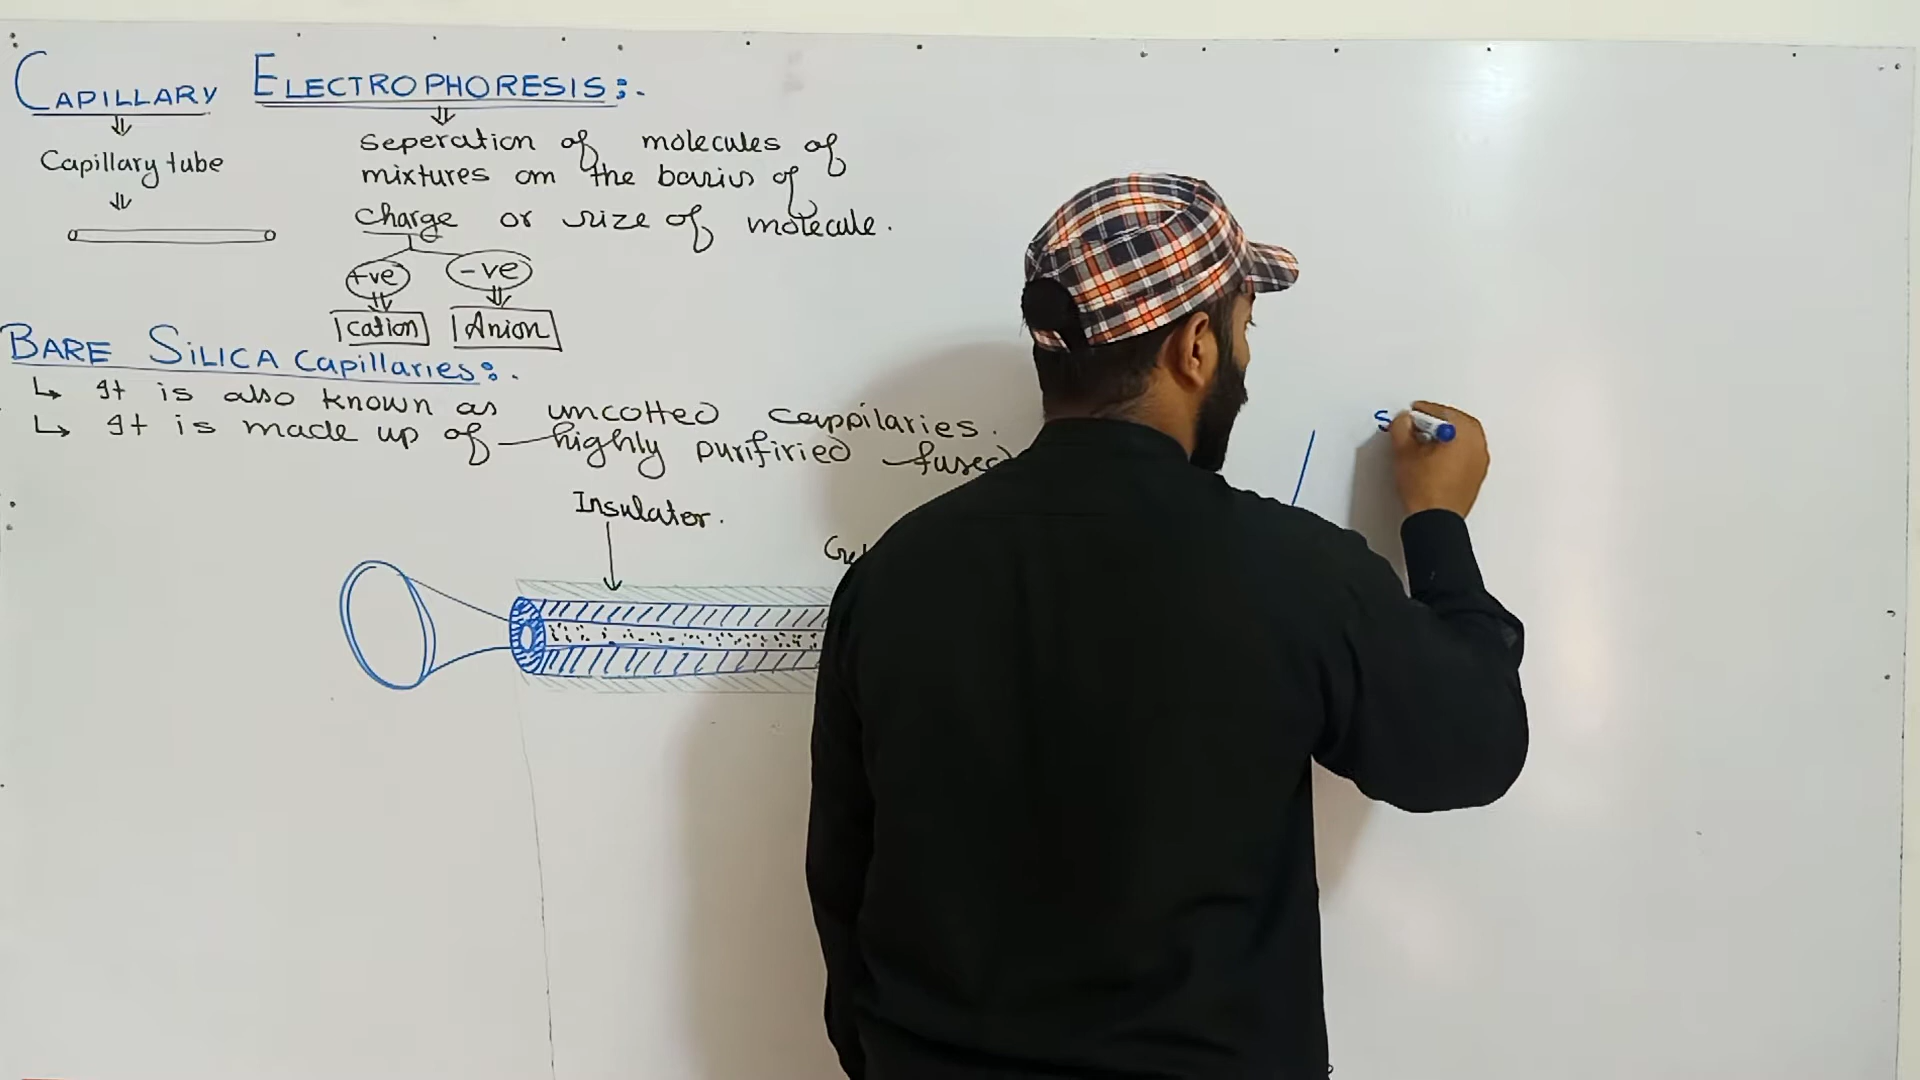 CAPILLARY ELECTROPHORESIS:.
Capillary tube
seperation of molecules of
mixtures on the basis of
charge or size of molecule.
+ve -ve
cation Anion
BARE SILICA Capillaries:.
↳ It is also known as uncotted cappilaries.
↳ It is made up of highly purifiried fused
Insulater.
S